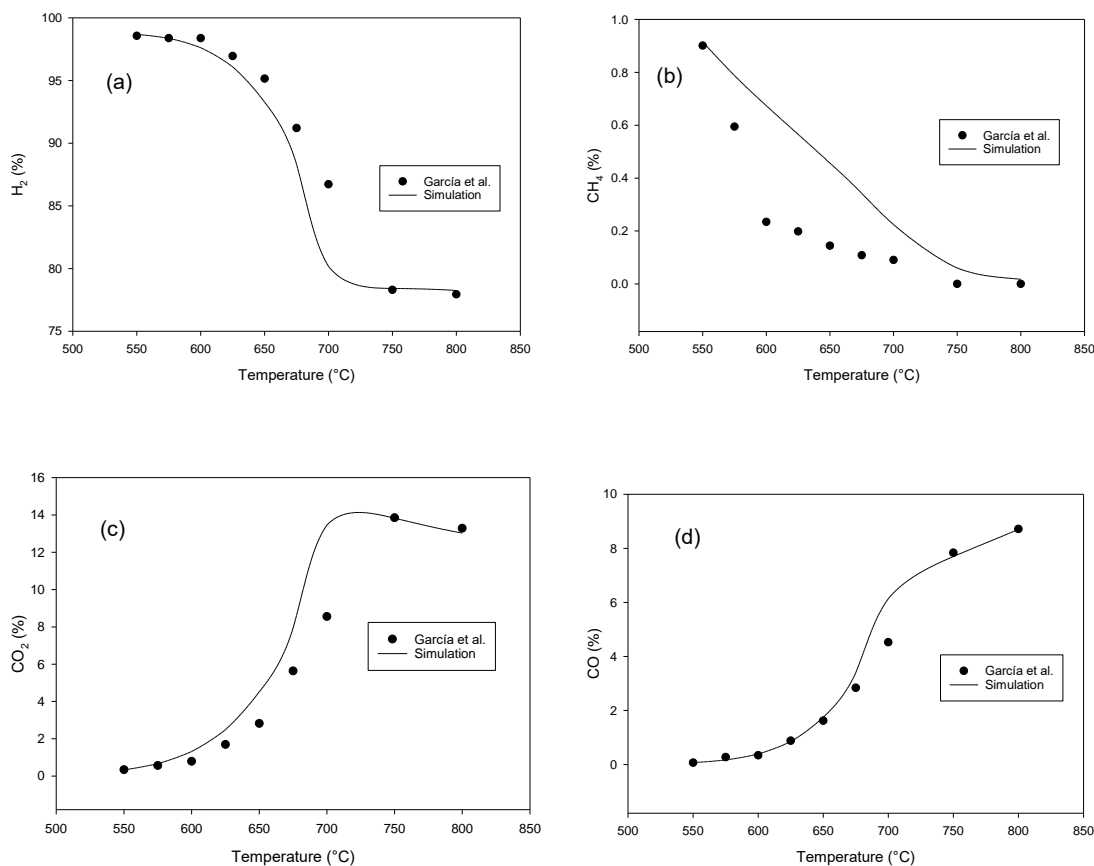 100
95
90
85
80
75
H2 (%)
(a)
García et al.
Simulation
500 550 600 650 700 750 800 850
Temperature (°C)
1.0
0.8
0.6
0.4
0.2
0.0
CH4 (%)
(b)
García et al.
Simulation
500 550 600 650 700 750 800 850
Temperature (°C)
16
14
12
10
8
6
4
2
0
CO2 (%)
(c)
García et al.
Simulation
500 550 600 650 700 750 800 850
Temperature (°C)
10
8
6
4
2
0
CO (%)
(d)
García et al.
Simulation
500 550 600 650 700 750 800 850
Temperature (°C)